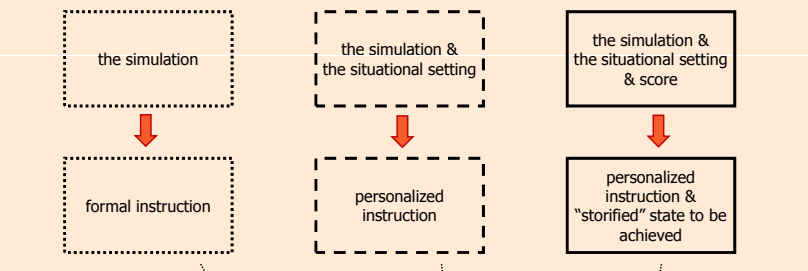 the simulation
the simulation &
the situational setting
the simulation &
the situational setting
& score
formal instruction
personalized
instruction
personalized
instruction &
“storified” state to be
achieved